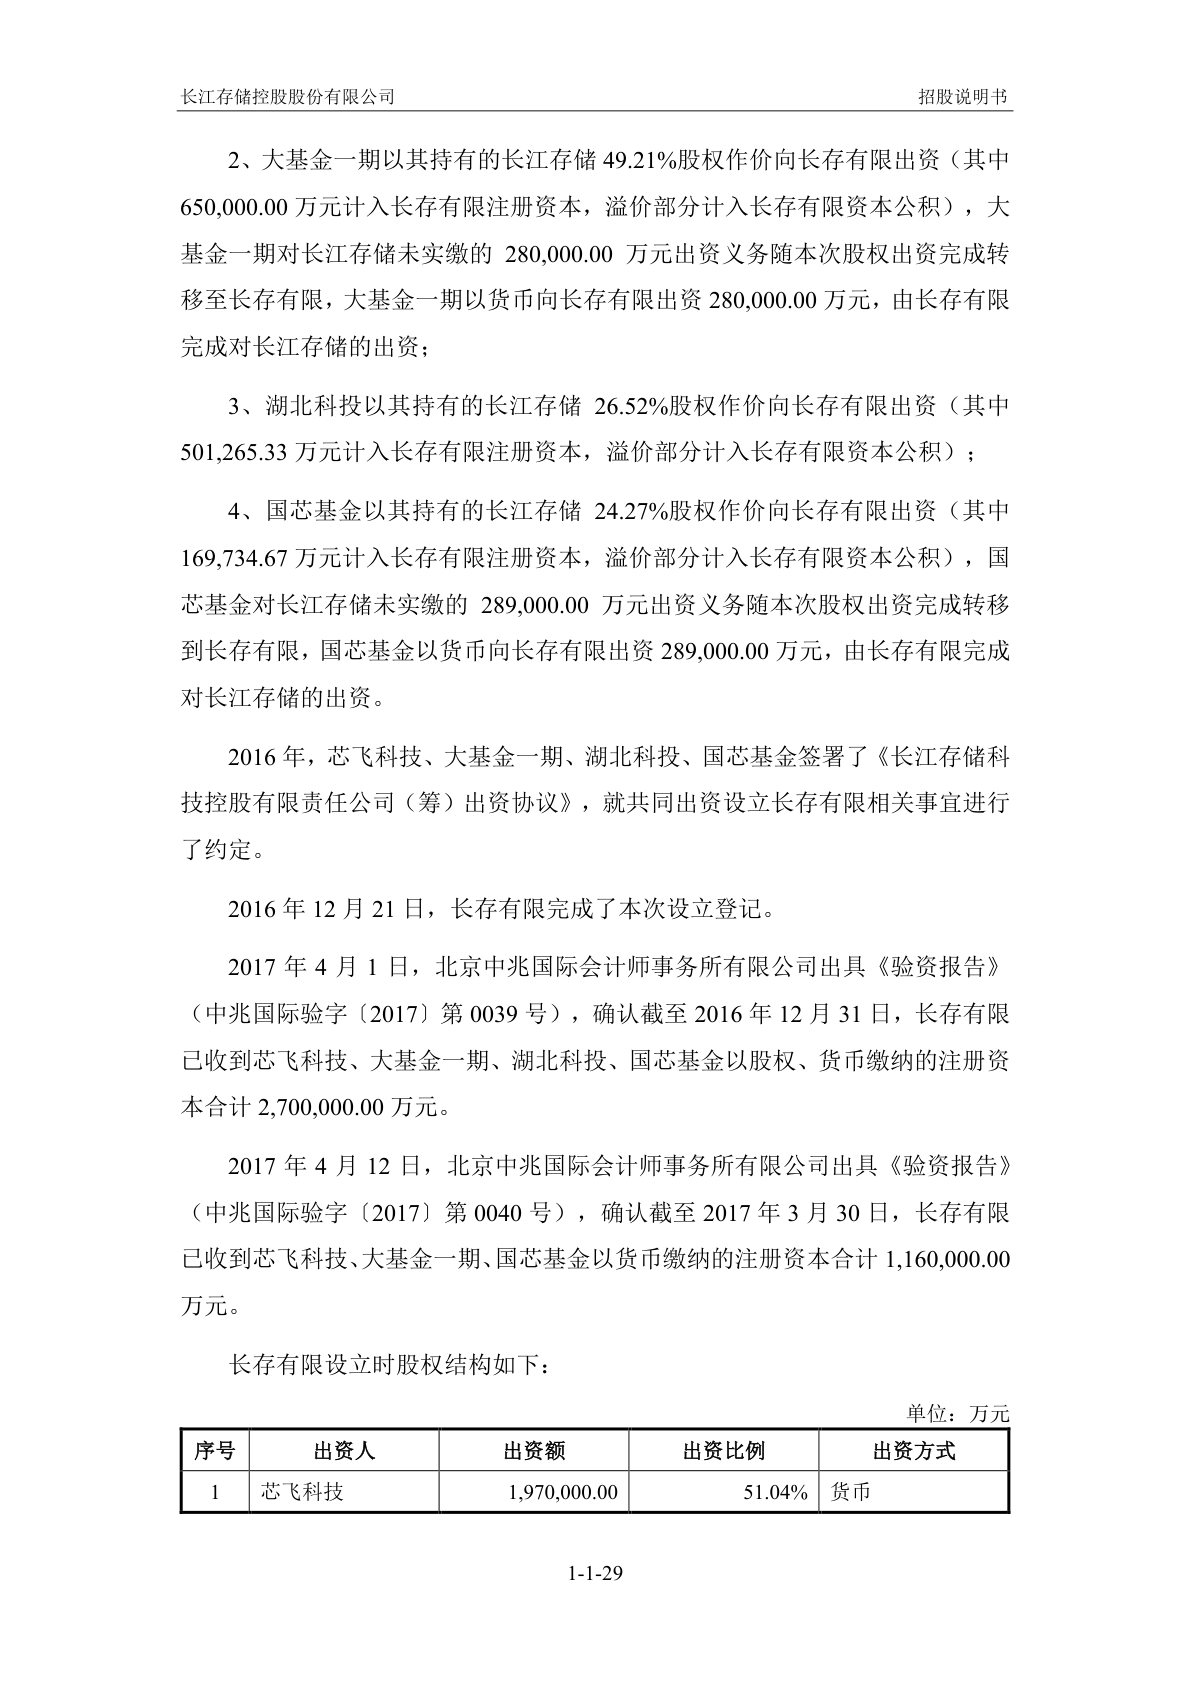 长江存储控股股份有限公司 招股说明书
2、大基金一期以其持有的长江存储 49.21%股权作价向长存有限出资（其中
650,000.00 万元计入长存有限注册资本，溢价部分计入长存有限资本公积），大
基金一期对长江存储未实缴的 280,000.00 万元出资义务随本次股权出资完成转
移至长存有限，大基金一期以货币向长存有限出资 280,000.00 万元，由长存有限
完成对长江存储的出资；
3、湖北科投以其持有的长江存储 26.52%股权作价向长存有限出资（其中
501,265.33 万元计入长存有限注册资本，溢价部分计入长存有限资本公积）；
4、国芯基金以其持有的长江存储 24.27%股权作价向长存有限出资（其中
169,734.67 万元计入长存有限注册资本，溢价部分计入长存有限资本公积），国
芯基金对长江存储未实缴的 289,000.00 万元出资义务随本次股权出资完成转移
到长存有限，国芯基金以货币向长存有限出资 289,000.00 万元，由长存有限完成
对长江存储的出资。
2016 年，芯飞科技、大基金一期、湖北科投、国芯基金签署了《长江存储科
技控股有限责任公司（筹）出资协议》，就共同出资设立长存有限相关事宜进行
了约定。
2016 年 12 月 21 日，长存有限完成了本次设立登记。
2017 年 4 月 1 日，北京中兆国际会计师事务所有限公司出具《验资报告》
（中兆国际验字〔2017〕第 0039 号），确认截至 2016 年 12 月 31 日，长存有限
已收到芯飞科技、大基金一期、湖北科投、国芯基金以股权、货币缴纳的注册资
本合计 2,700,000.00 万元。
2017 年 4 月 12 日，北京中兆国际会计师事务所有限公司出具《验资报告》
（中兆国际验字〔2017〕第 0040 号），确认截至 2017 年 3 月 30 日，长存有限
已收到芯飞科技、大基金一期、国芯基金以货币缴纳的注册资本合计 1,160,000.00
万元。
长存有限设立时股权结构如下：
单位：万元
序号 出资人 出资额 出资比例 出资方式
1 芯飞科技 1,970,000.00 51.04% 货币
1-1-29